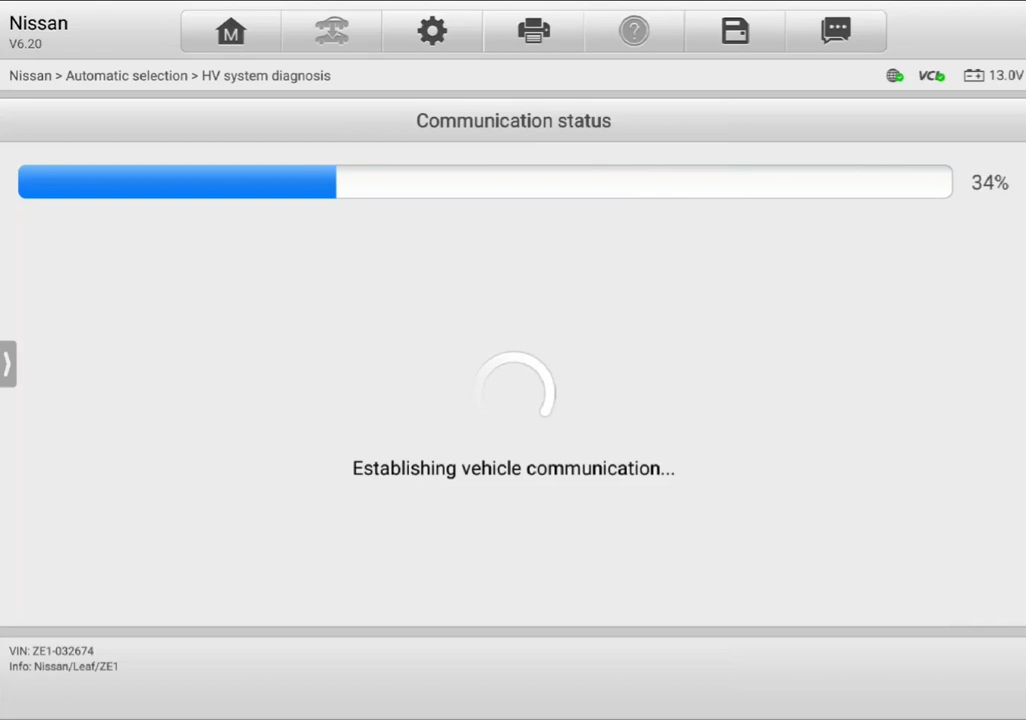 Nissan
V6.20
M
?
Nissan > Automatic selection > HV system diagnosis
VCI
13.0V
Communication status
34%
Establishing vehicle communication...
VIN: ZE1-032674
Info: Nissan/Leaf/ZE1